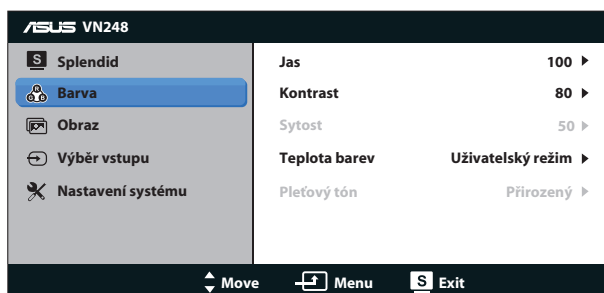 ASUS VN248
S Splendid
Barva
Obraz
Výběr vstupu
Nastavení systému
Jas 100
Kontrast 80
Sytost 50
Teplota barev Uživatelský režim
Pleťový tón Přirozený
Move Menu S Exit